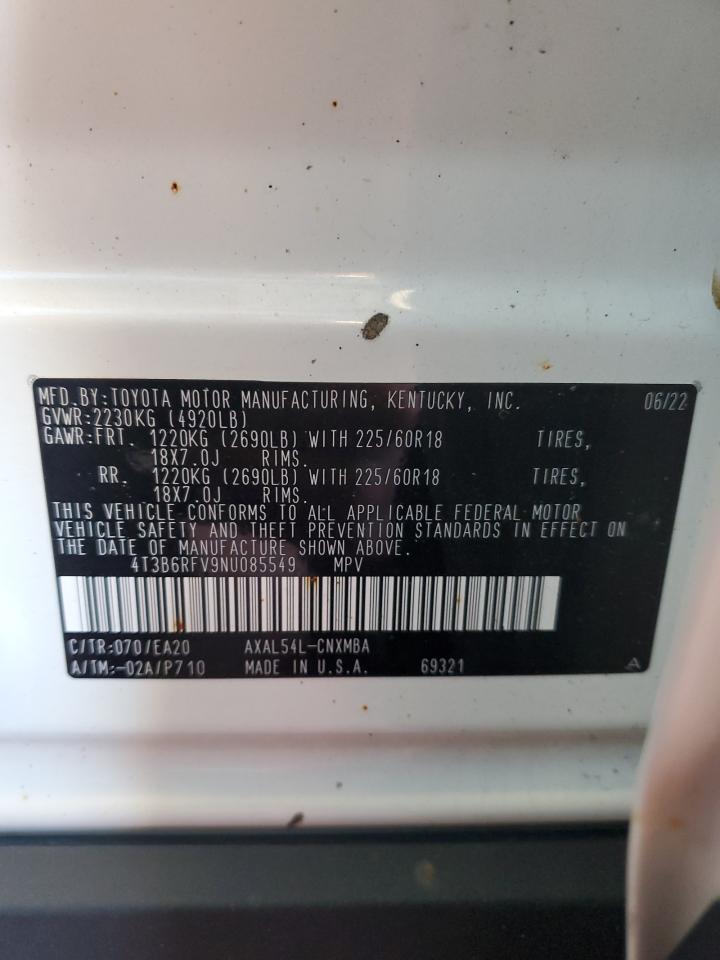 MFD.BY:TOYOTA MOTOR MANUFACTURING, KENTUCKY, INC. 06/22
GVWR:2230KG (4920LB)
GAWR:FRT. 1220KG (2690LB) WITH 225/60R18 TIRES,
18X7.0J RIMS.
RR. 1220KG (2690LB) WITH 225/60R18 TIRES,
18X7.0J RIMS.
THIS VEHICLE CONFORMS TO ALL APPLICABLE FEDERAL MOTOR
VEHICLE SAFETY AND THEFT PREVENTION STANDARDS IN EFFECT ON
THE DATE OF MANUFACTURE SHOWN ABOVE.
4T3B6RFV9NU085549 MPV
C/TR:070/EA20 AXAL54L-CNXMBA
A/TM:-02A/P710 MADE IN U.S.A. 69321 A